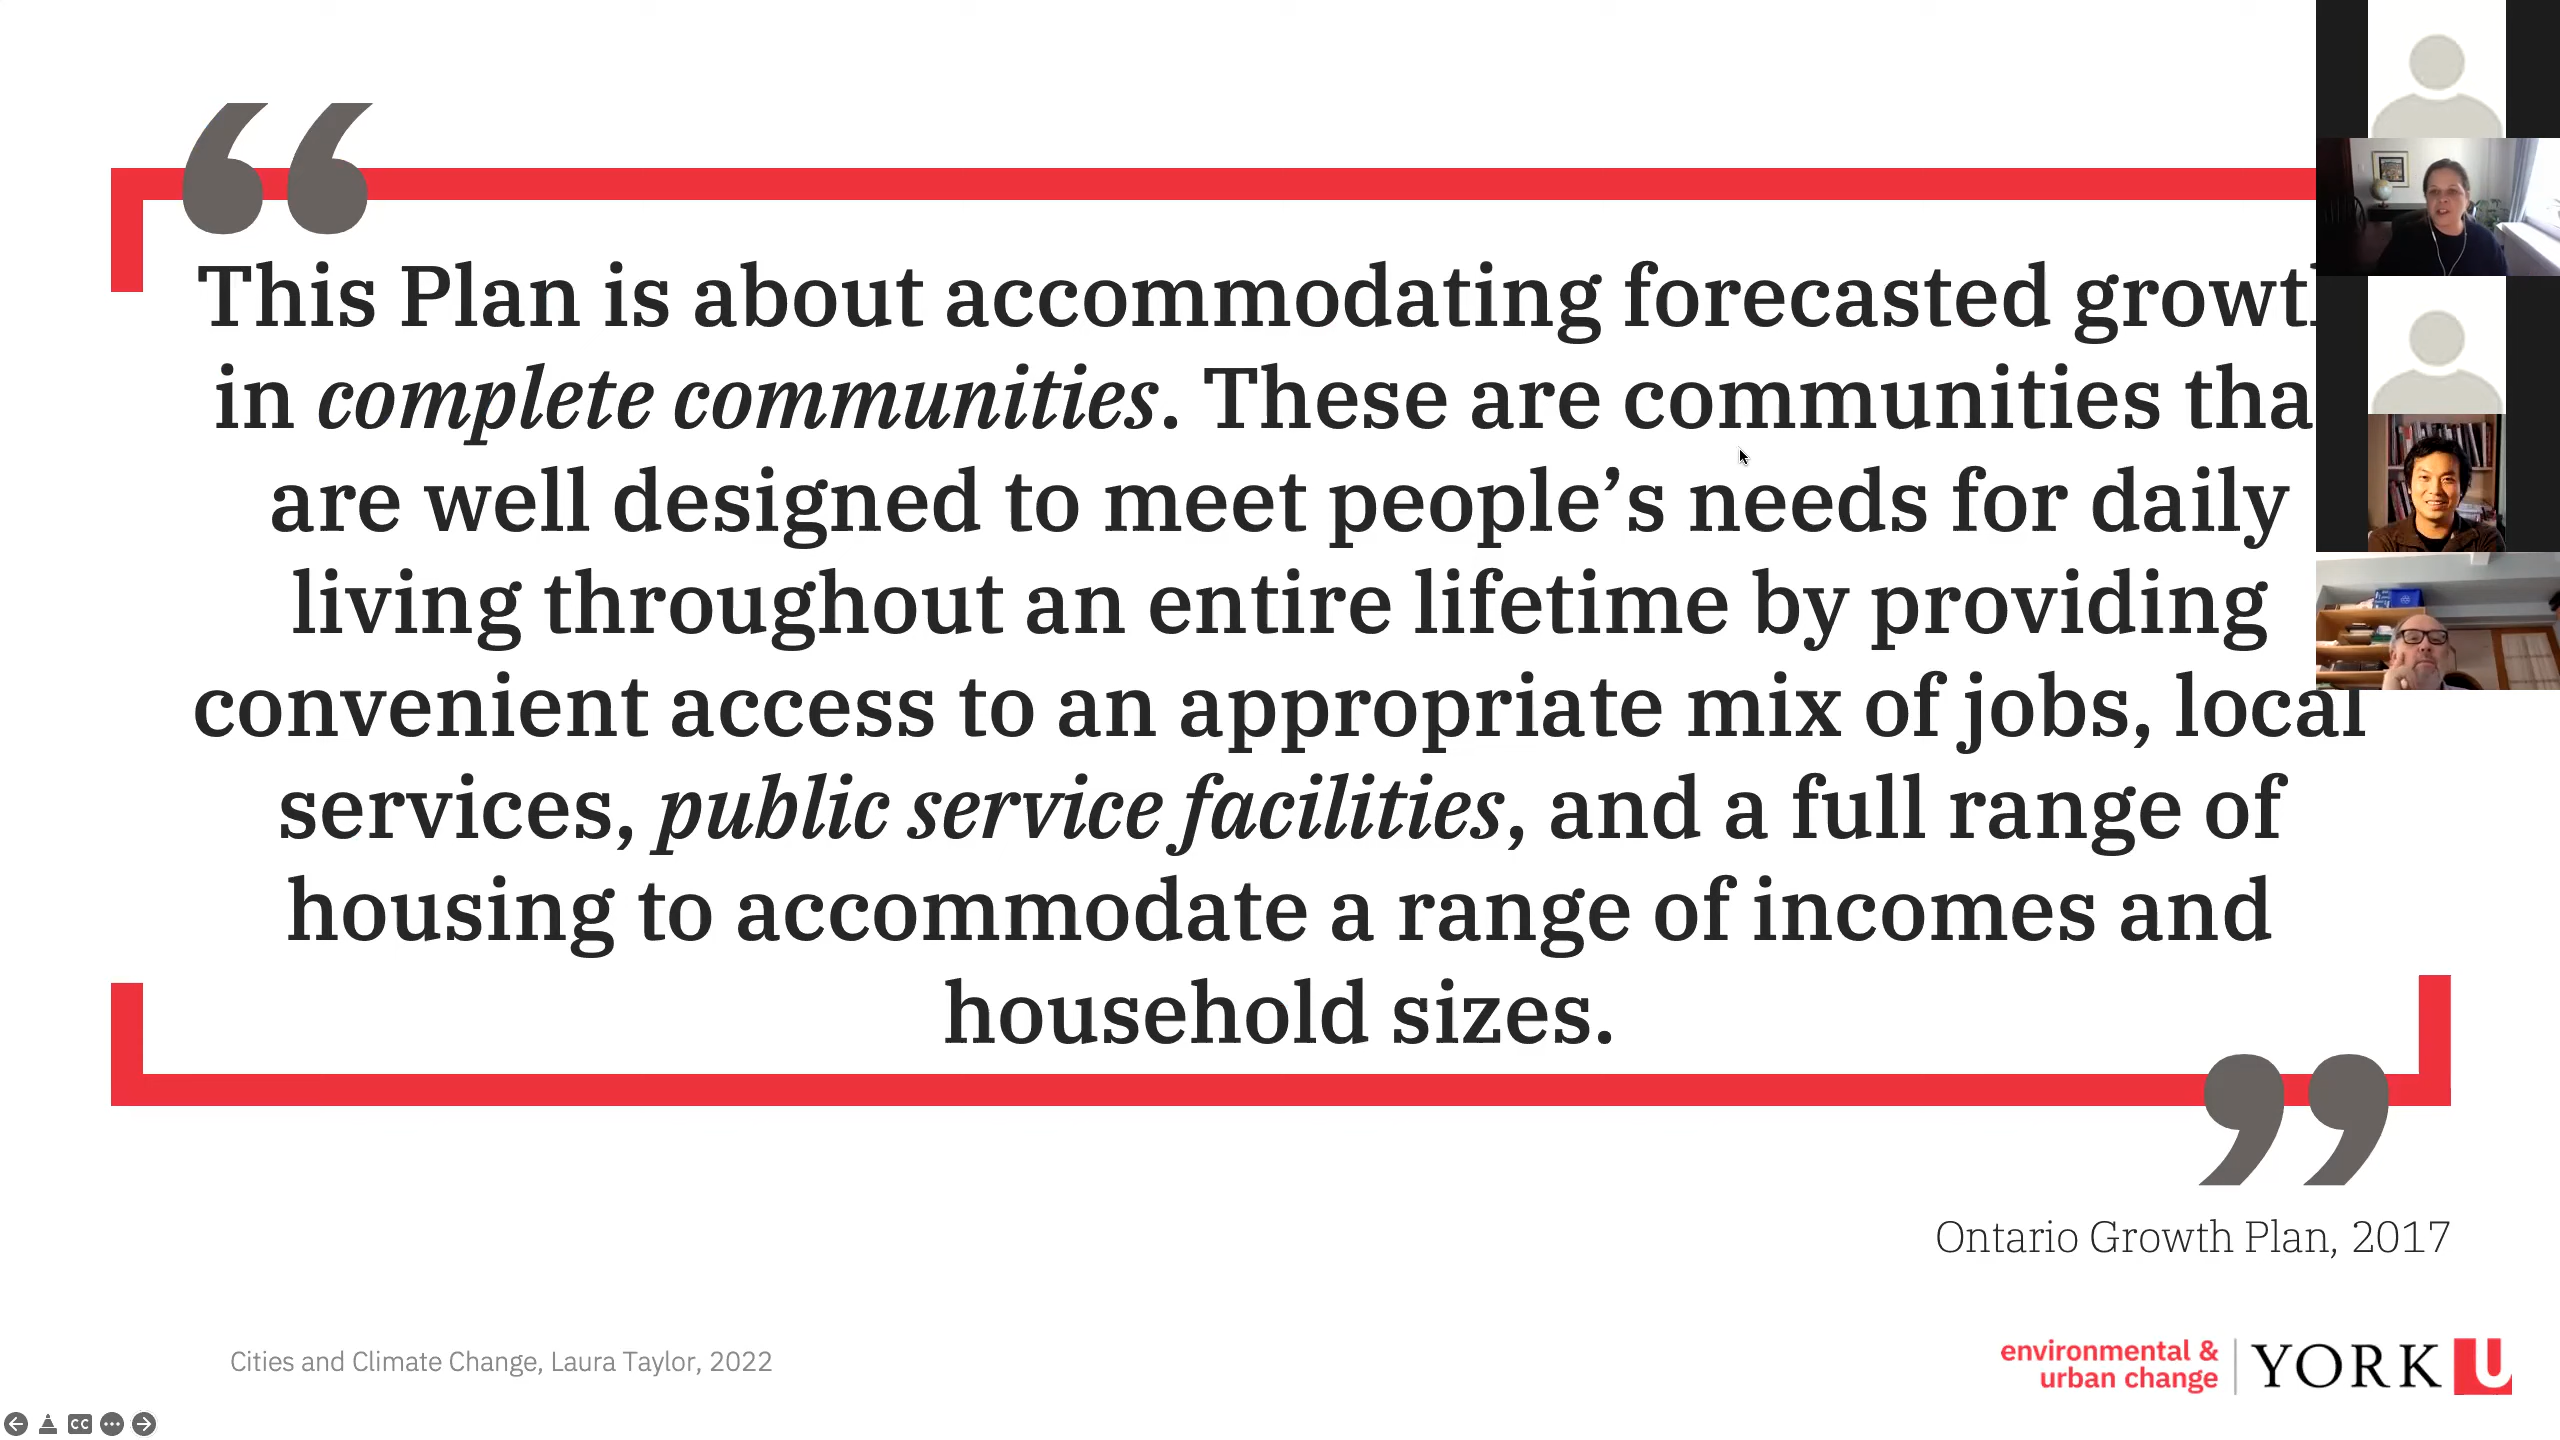 “
This Plan is about accommodating forecasted growth
in complete communities. These are communities tha
are well designed to meet people’s needs for daily
living throughout an entire lifetime by providing
convenient access to an appropriate mix of jobs, local
services, public service facilities, and a full range of
housing to accommodate a range of incomes and
household sizes.
”
Ontario Growth Plan, 2017
Cities and Climate Change, Laura Taylor, 2022
environmental &
urban change
YORK U
CC